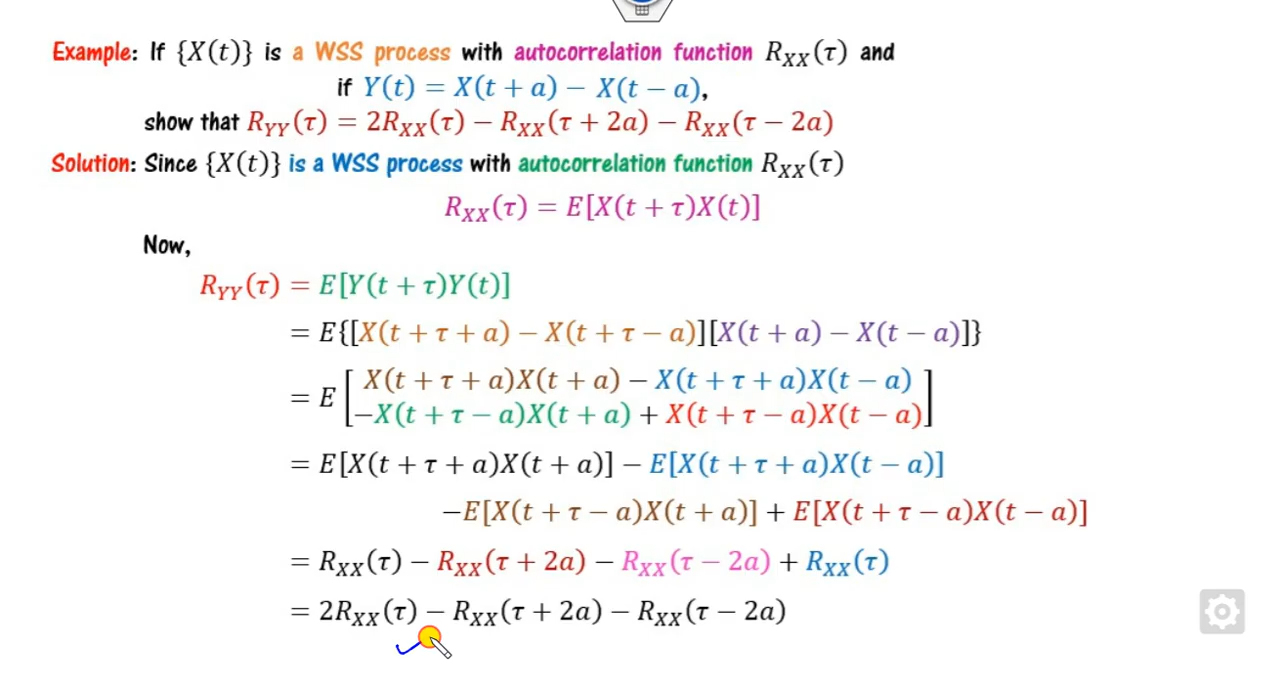 Example: If {X(t)} is a WSS process with autocorrelation function R_XX(τ) and
if Y(t) = X(t + a) − X(t − a),
show that R_YY(τ) = 2R_XX(τ) − R_XX(τ + 2a) − R_XX(τ − 2a)
Solution: Since {X(t)} is a WSS process with autocorrelation function R_XX(τ)
R_XX(τ) = E[X(t + τ)X(t)]
Now,
R_YY(τ) = E[Y(t + τ)Y(t)]
= E{[X(t + τ + a) − X(t + τ − a)][X(t + a) − X(t − a)]}
= E [X(t + τ + a)X(t + a) − X(t + τ + a)X(t − a)
−X(t + τ − a)X(t + a) + X(t + τ − a)X(t − a)]
= E[X(t + τ + a)X(t + a)] − E[X(t + τ + a)X(t − a)]
−E[X(t + τ − a)X(t + a)] + E[X(t + τ − a)X(t − a)]
= R_XX(τ) − R_XX(τ + 2a) − R_XX(τ − 2a) + R_XX(τ)
= 2R_XX(τ) − R_XX(τ + 2a) − R_XX(τ − 2a)